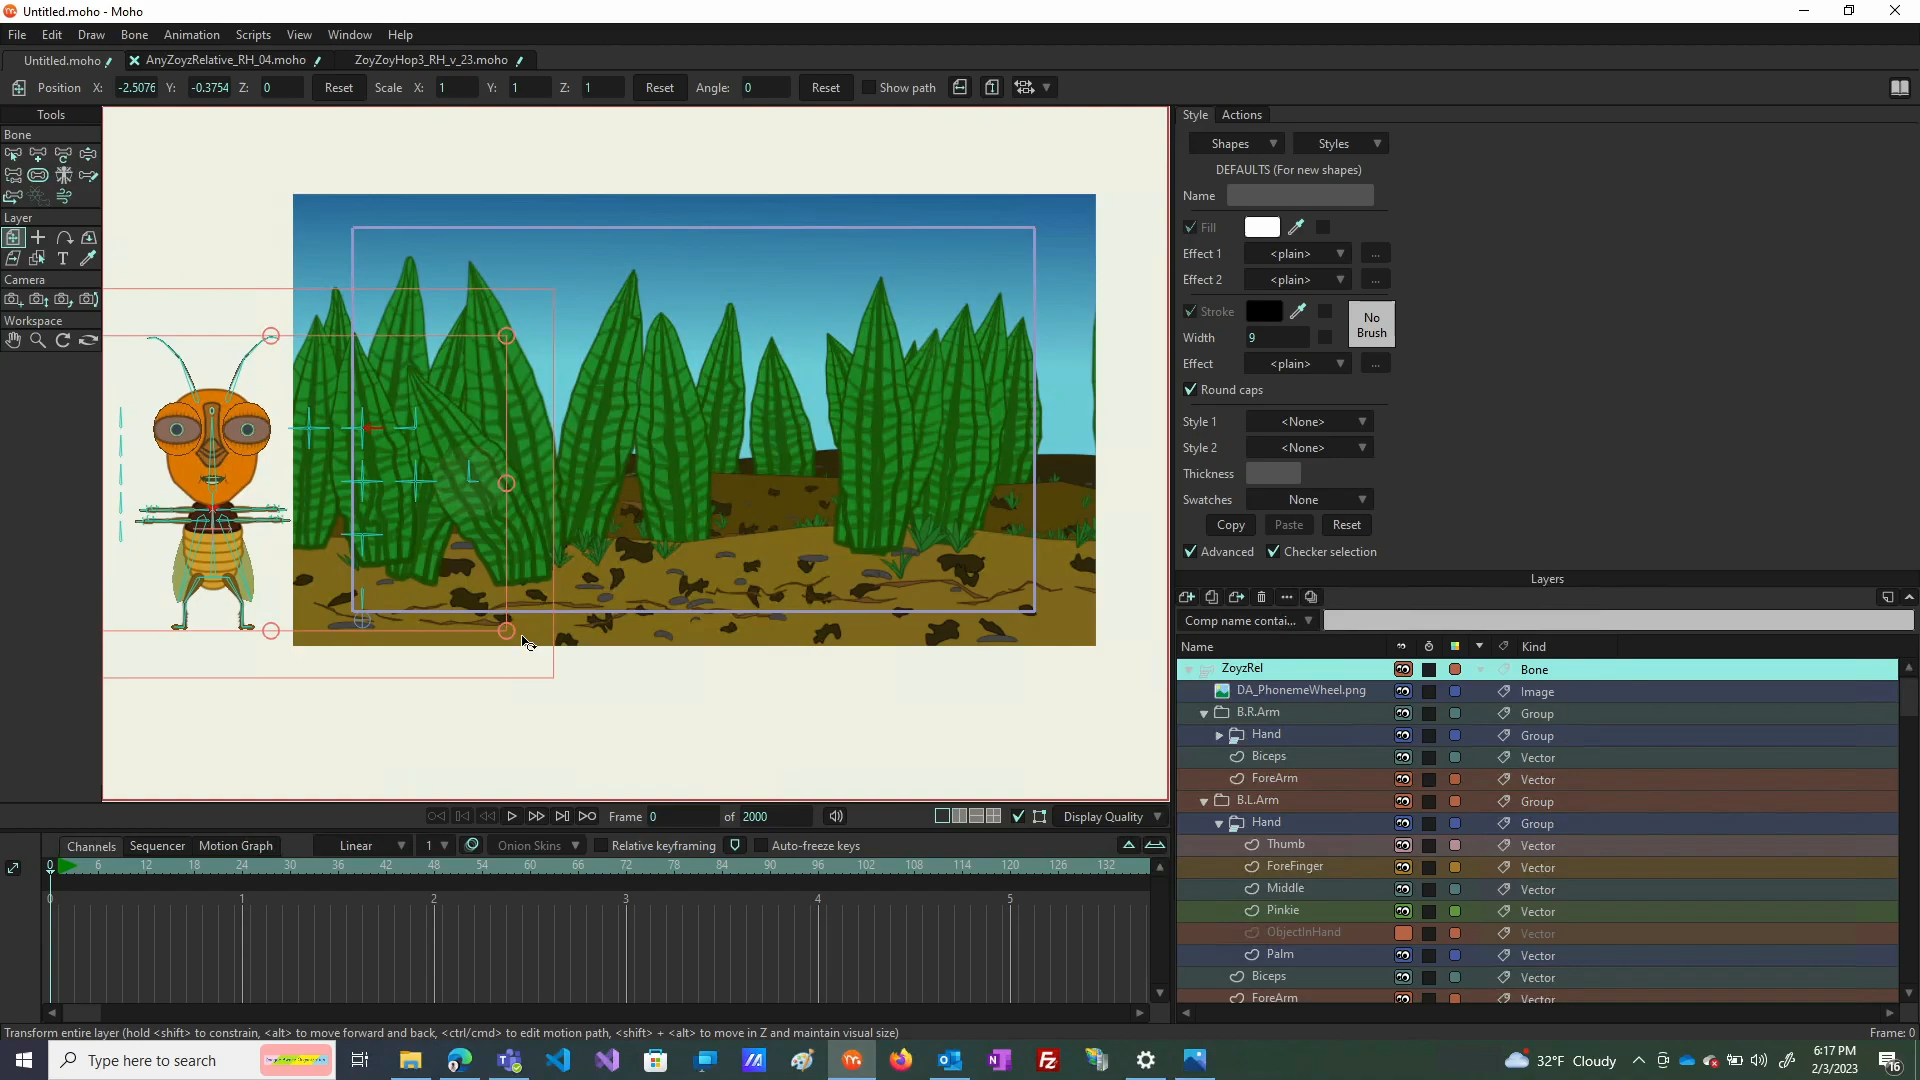 Untitled.moho - Moho
File Edit Draw Bone Animation Scripts View Window Help
Untitled.moho AnyZoyzRelative_RH_04.moho ZoyZoyHop3_RH_v_23.moho
Position X: -2.5076 Y: -0.3754 Z: 0 Reset Scale X: 1 Y: 1 Z: 1 Reset Angle: 0 Reset Show path
Tools
Bone
Layer
Camera
Workspace
Style Actions
Shapes Styles
DEFAULTS (For new shapes)
Name
Fill
Effect 1 <plain> ...
Effect 2 <plain> ...
Stroke No Brush
Width 9
Effect <plain> ...
Round caps
Style 1 <None>
Style 2 <None>
Thickness
Swatches None
Copy Paste Reset
Advanced Checker selection
Layers
Comp name contai...
Name Kind
ZoyzRel Bone
DA_PhonemeWheel.png Image
B.R.Arm Group
Hand Group
Biceps Vector
ForeArm Vector
B.L.Arm Group
Hand Group
Thumb Vector
ForeFinger Vector
Middle Vector
Pinkie Vector
ObjectInHand Vector
Palm Vector
Biceps Vector
ForeArm Vector
Frame 0 of 2000 Display Quality
Channels Sequencer Motion Graph Linear 1 Onion Skins Relative keyframing Auto-freeze keys
0 6 12 18 24 30 36 42 48 54 60 66 72 78 84 90 96 102 108 114 120 126 132
0 1 2 3 4 5
Transform entire layer (hold <shift> to constrain, <alt> to move forward and back, <ctrl/cmd> to edit motion path, <shift> + <alt> to move in Z and maintain visual size) Frame: 0
Type here to search 32°F Cloudy 6:17 PM
2/3/2023 16